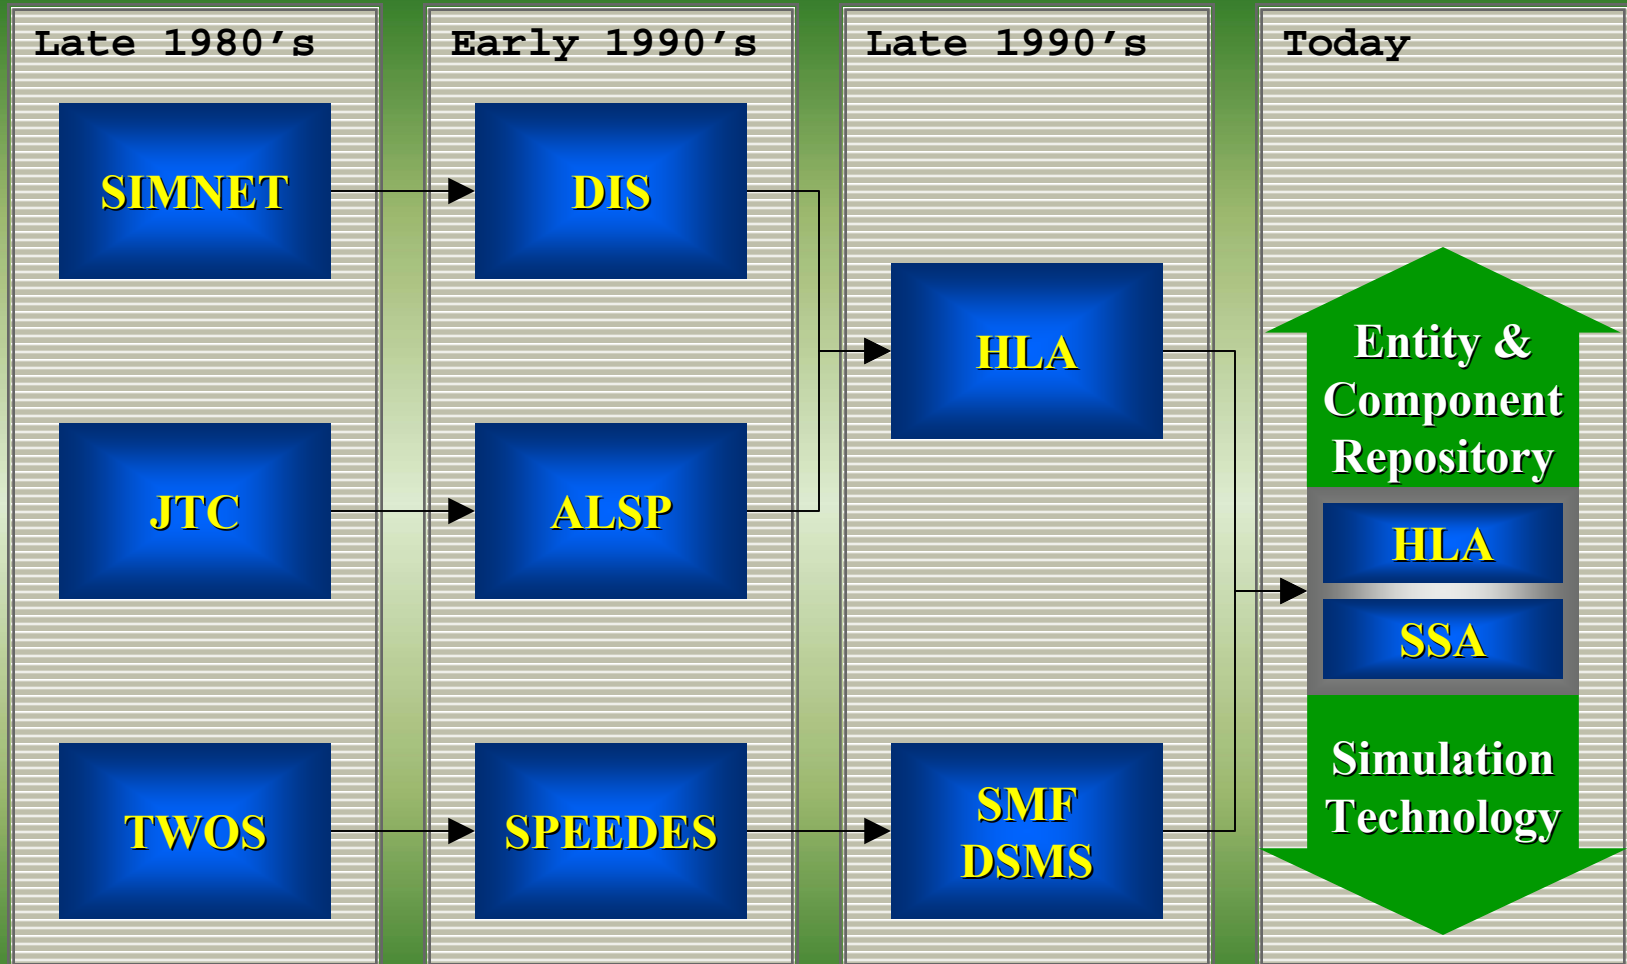 Late 1980's
Early 1990's
Late 1990's
Today
SIMNET
DIS
HLA
JTC
ALSP
TWOS
SPEEDES
SMF
DSMS
Entity &
Component
Repository
HLA
SSA
Simulation
Technology